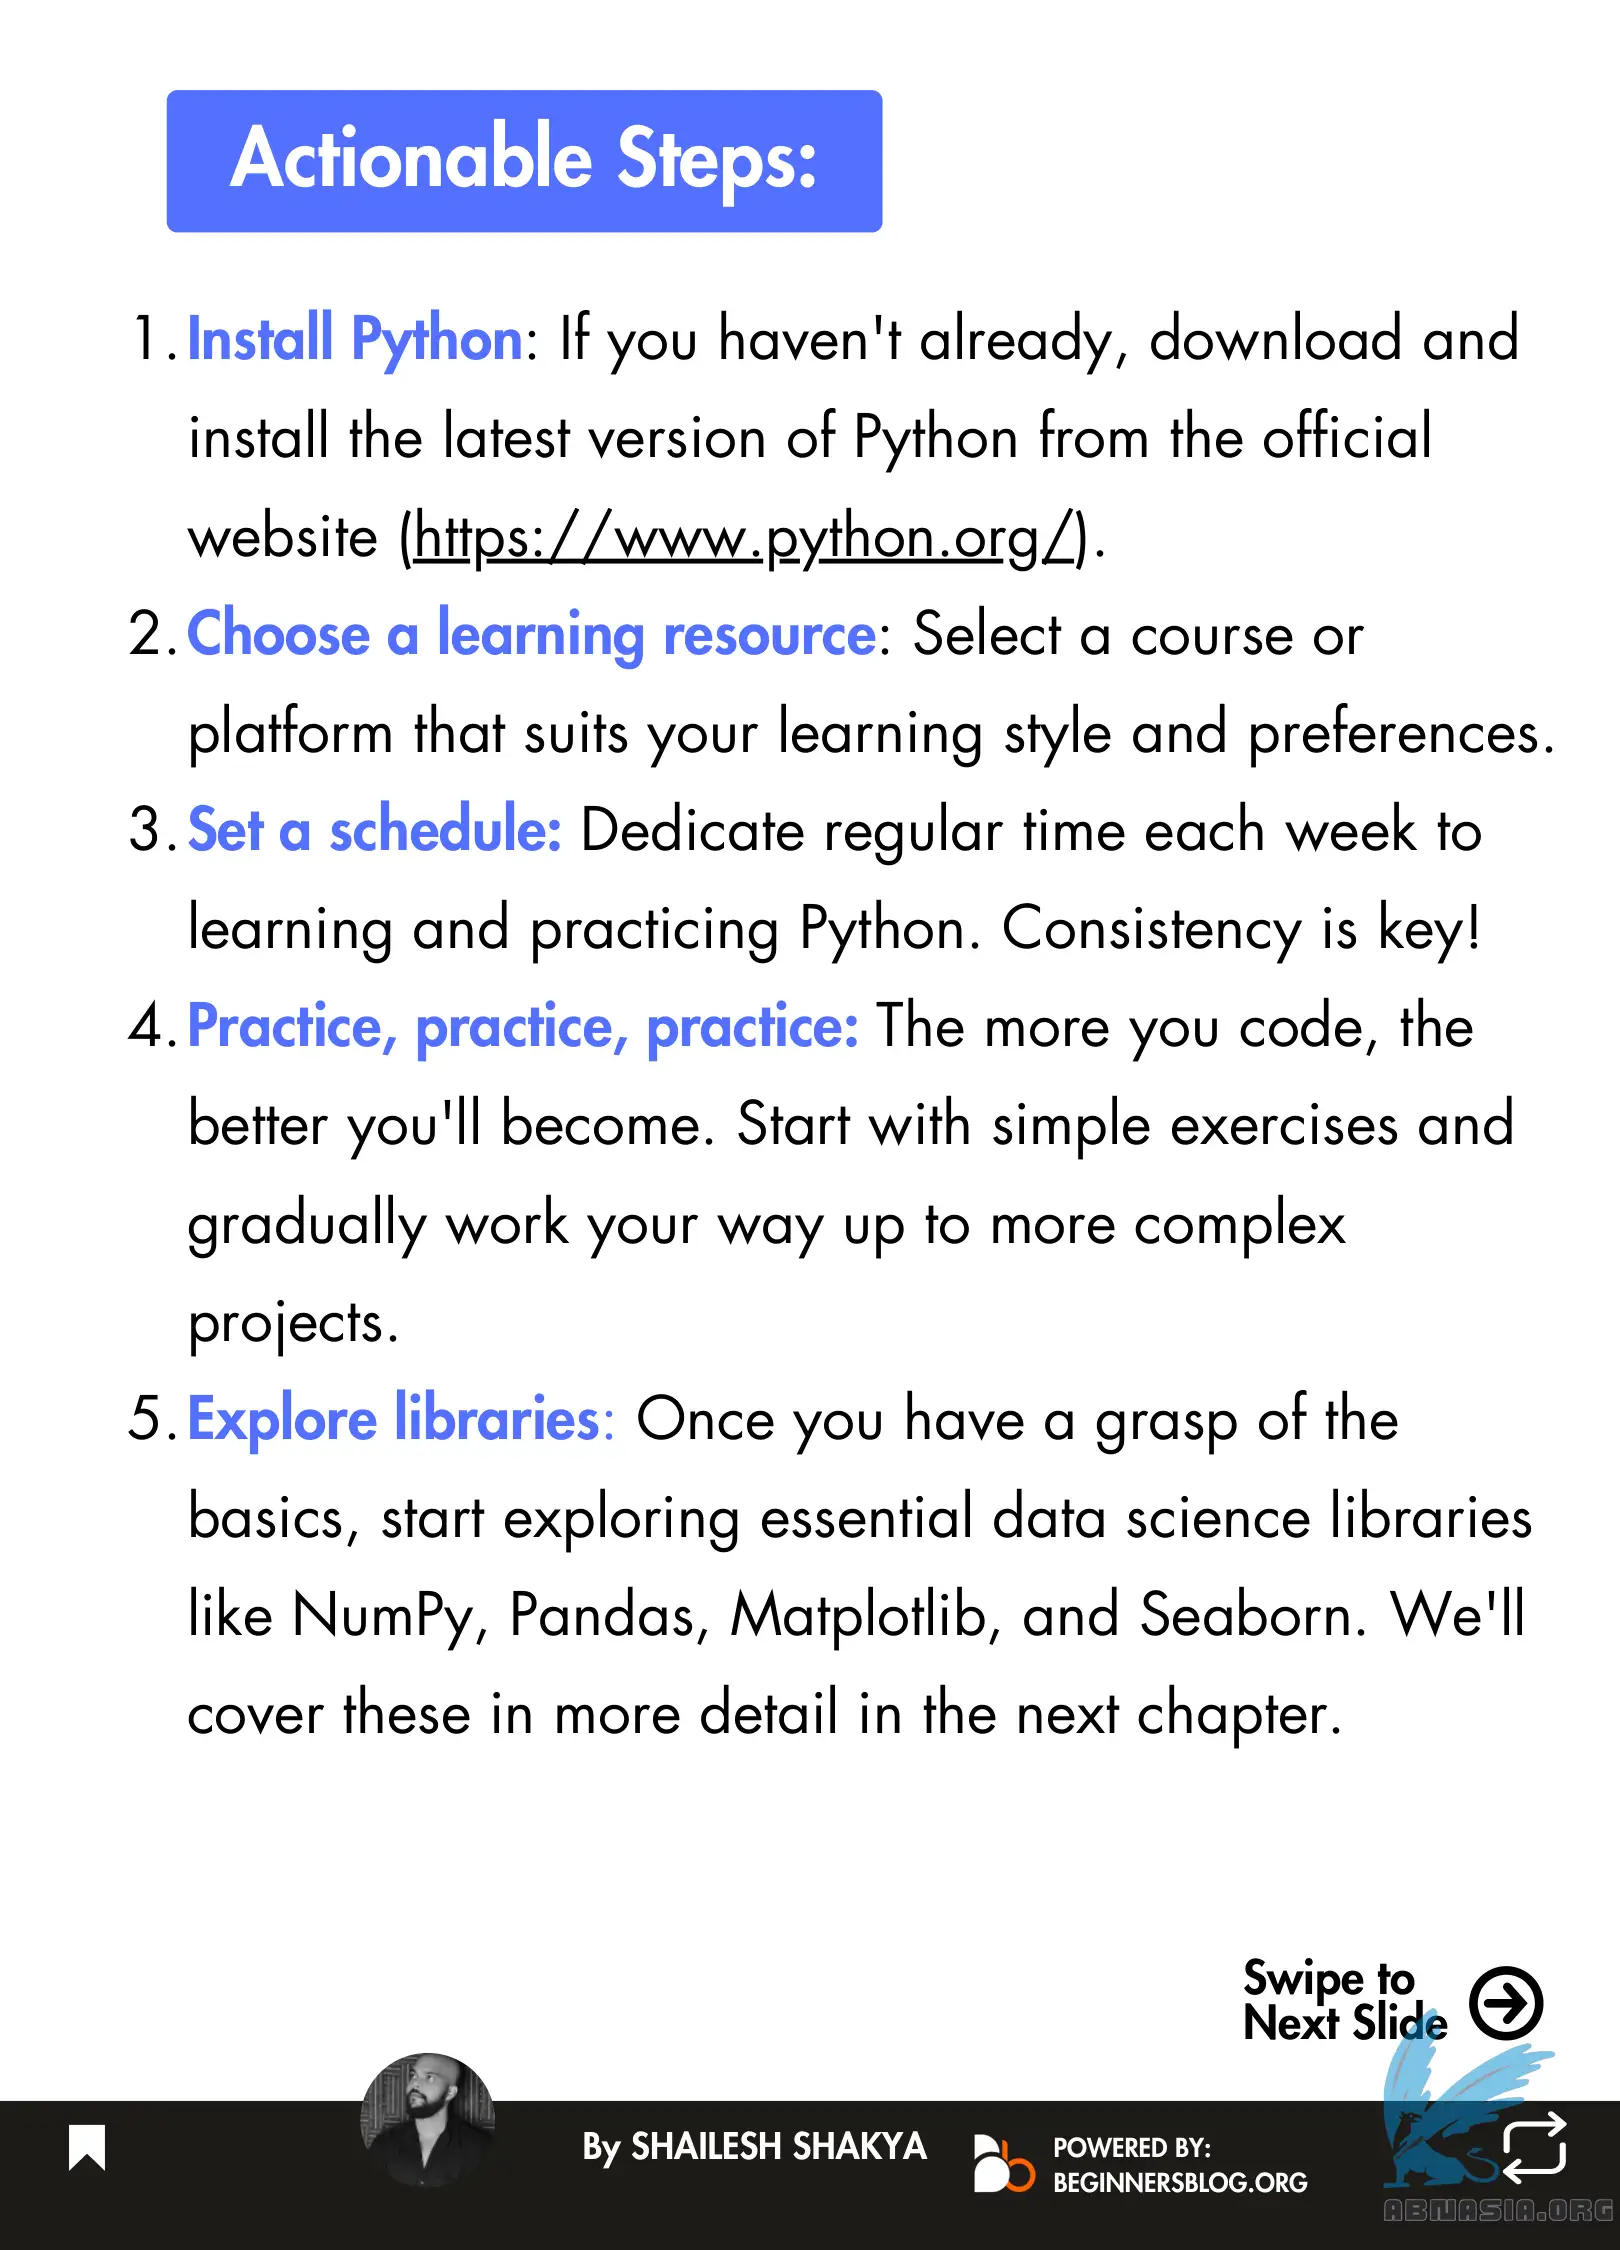 Actionable Steps:
1. Install Python: If you haven't already, download and
install the latest version of Python from the official
website (https://www.python.org/).
2. Choose a learning resource: Select a course or
platform that suits your learning style and preferences.
3. Set a schedule: Dedicate regular time each week to
learning and practicing Python. Consistency is key!
4. Practice, practice, practice: The more you code, the
better you'll become. Start with simple exercises and
gradually work your way up to more complex
projects.
5. Explore libraries: Once you have a grasp of the
basics, start exploring essential data science libraries
like NumPy, Pandas, Matplotlib, and Seaborn. We'll
cover these in more detail in the next chapter.
Swipe to
Next Slide
By SHAILESH SHAKYA
POWERED BY:
BEGINNERSBLOG.ORG
ABNASIA.ORG